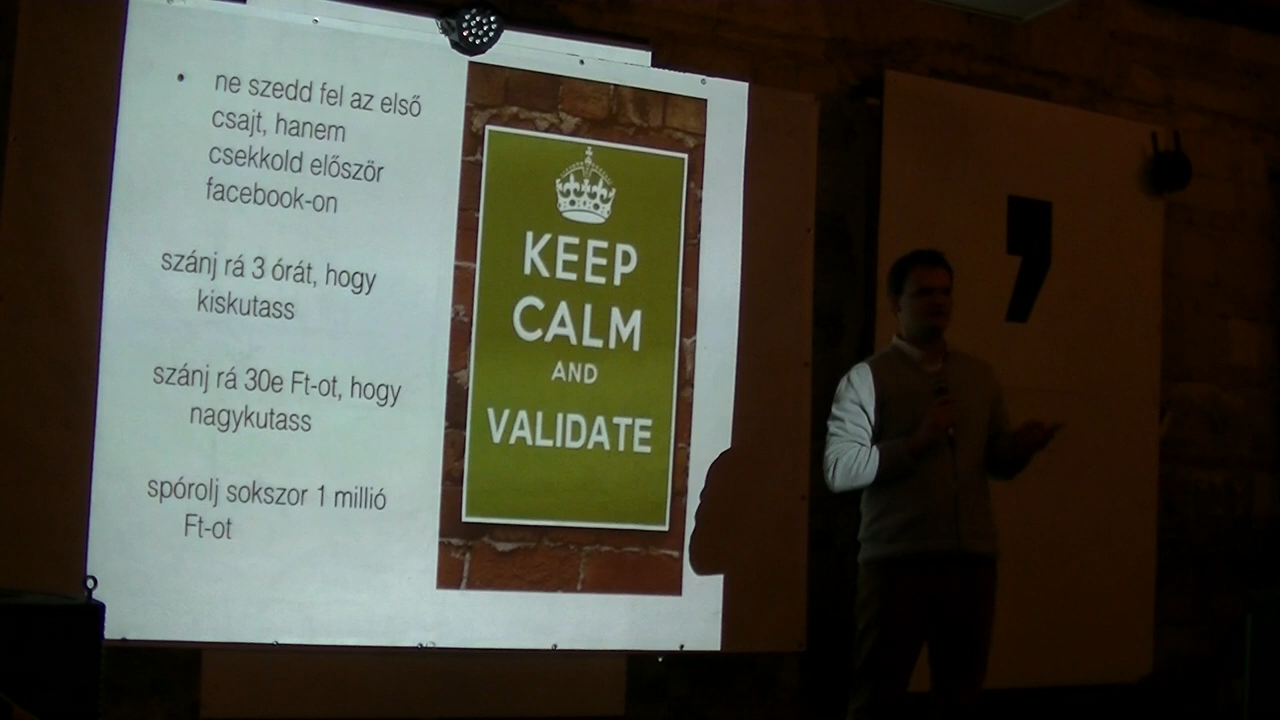 • ne szedd fel az első
csajt, hanem
csekkold először
facebook-on
szánj rá 3 órát, hogy
kiskutass
szánj rá 30e Ft-ot, hogy
nagykutass
spórolj sokszor 1 millió
Ft-ot
KEEP
CALM
AND
VALIDATE